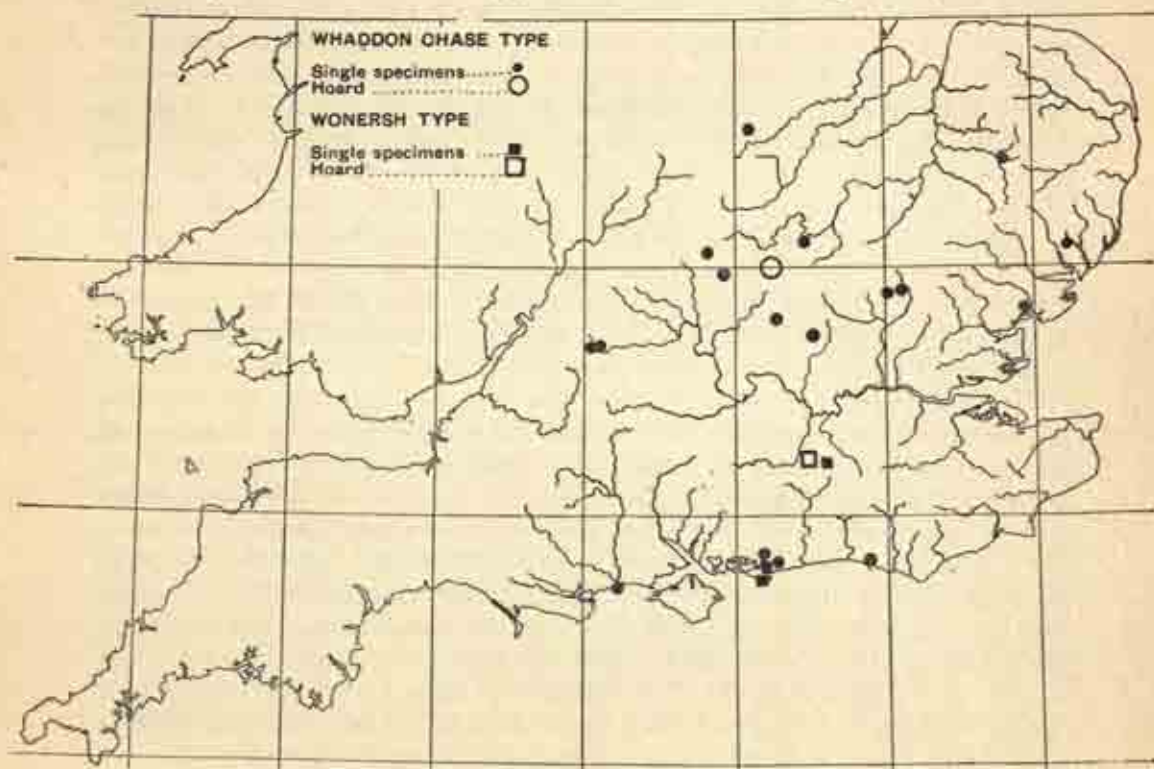 WHADDON CHASE TYPE
Single specimens......
Hoard ..................
WONERSH TYPE
Single specimens .....
Hoard....................